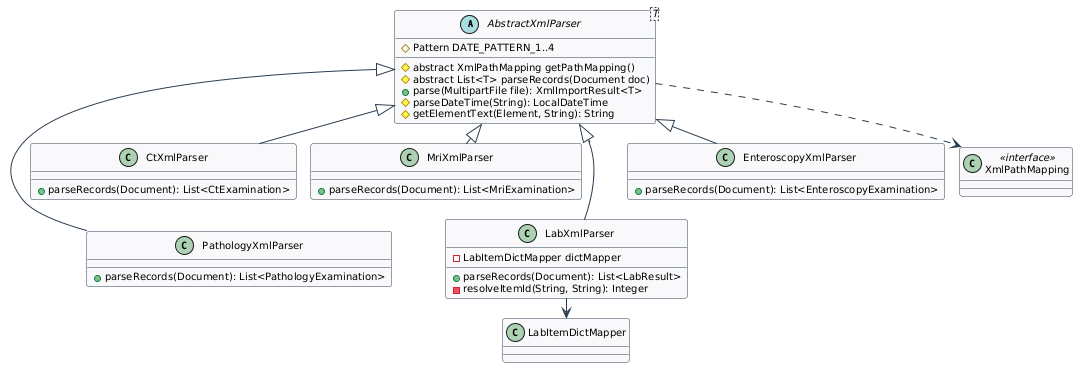 A AbstractXmlParser T
Pattern DATE_PATTERN_1..4
abstract XmlPathMapping getPathMapping()
abstract List<T> parseRecords(Document doc)
parse(MultipartFile file): XmlImportResult<T>
parseDateTime(String): LocalDateTime
getElementText(Element, String): String
C CtXmlParser
parseRecords(Document): List<CtExamination>
C MriXmlParser
parseRecords(Document): List<MriExamination>
C EnteroscopyXmlParser
parseRecords(Document): List<EnteroscopyExamination>
C «interface»
XmlPathMapping
C PathologyXmlParser
parseRecords(Document): List<PathologyExamination>
C LabXmlParser
LabItemDictMapper dictMapper
parseRecords(Document): List<LabResult>
resolveItemId(String, String): Integer
C LabItemDictMapper